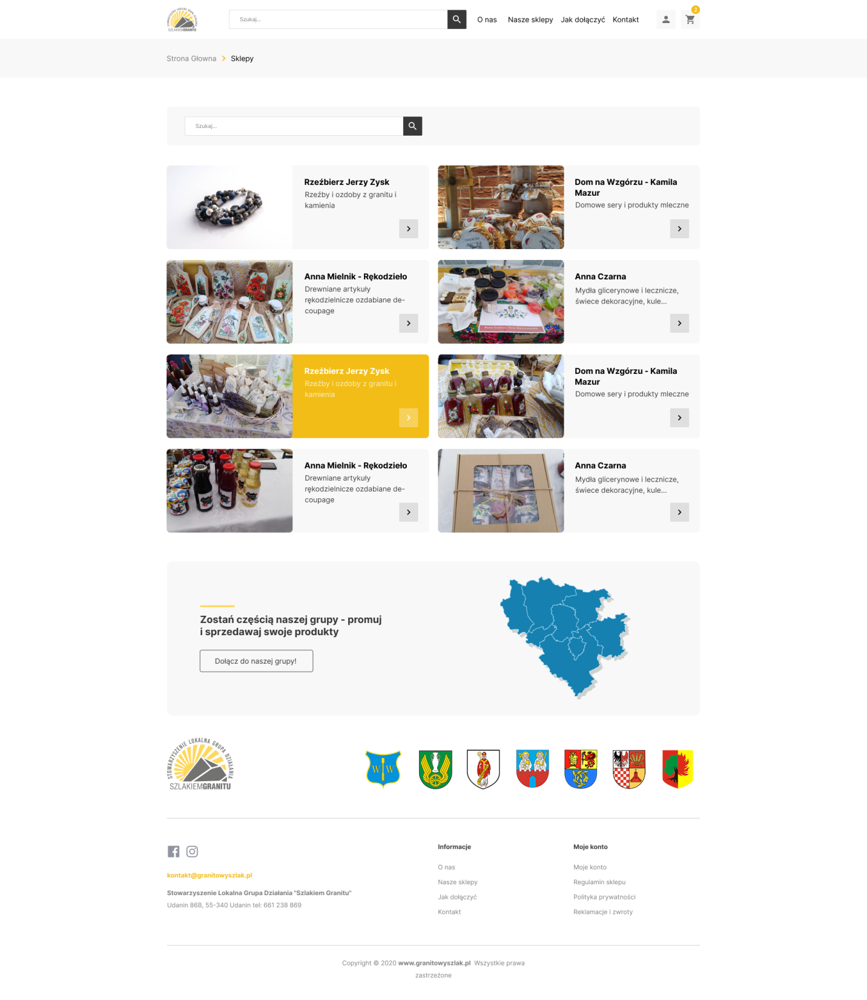 STOWARZYSZENIE LOKALNA GRUPA DZIAŁANIA
SZLAKIEMGRANITU
Szukaj...
O nas
Nasze sklepy
Jak dołączyć
Kontakt
2
Strona Głowna
Sklepy
Szukaj...
Rzeźbierz Jerzy Zysk
Rzeźby i ozdoby z granitu i
kamienia
Dom na Wzgórzu - Kamila
Mazur
Domowe sery i produkty mleczne
Anna Mielnik - Rękodzieło
Drewniane artykuły
rękodzielnicze ozdabiane de-
coupage
Anna Czarna
Mydła glicerynowe i lecznicze,
świece dekoracyjne, kule...
Rzeźbierz Jerzy Zysk
Rzeźby i ozdoby z granitu i
kamienia
Dom na Wzgórzu - Kamila
Mazur
Domowe sery i produkty mleczne
Anna Mielnik - Rękodzieło
Drewniane artykuły
rękodzielnicze ozdabiane de-
coupage
Anna Czarna
Mydła glicerynowe i lecznicze,
świece dekoracyjne, kule...
Zostań częścią naszej grupy - promuj
i sprzedawaj swoje produkty
Dołącz do naszej grupy!
STOWARZYSZENIE LOKALNA GRUPA DZIAŁANIA
SZLAKIEMGRANITU
W W
kontakt@granitowyszlak.pl
Stowarzyszenie Lokalna Grupa Działania "Szlakiem Granitu"
Udanin 86B, 55-340 Udanin tel: 661 238 869
Informacje
O nas
Nasze sklepy
Jak dołączyć
Kontakt
Moje konto
Moje konto
Regulamin sklepu
Polityka prywatności
Reklamacje i zwroty
Copyright © 2020 www.granitowyszlak.pl Wszystkie prawa
zastrzeżone